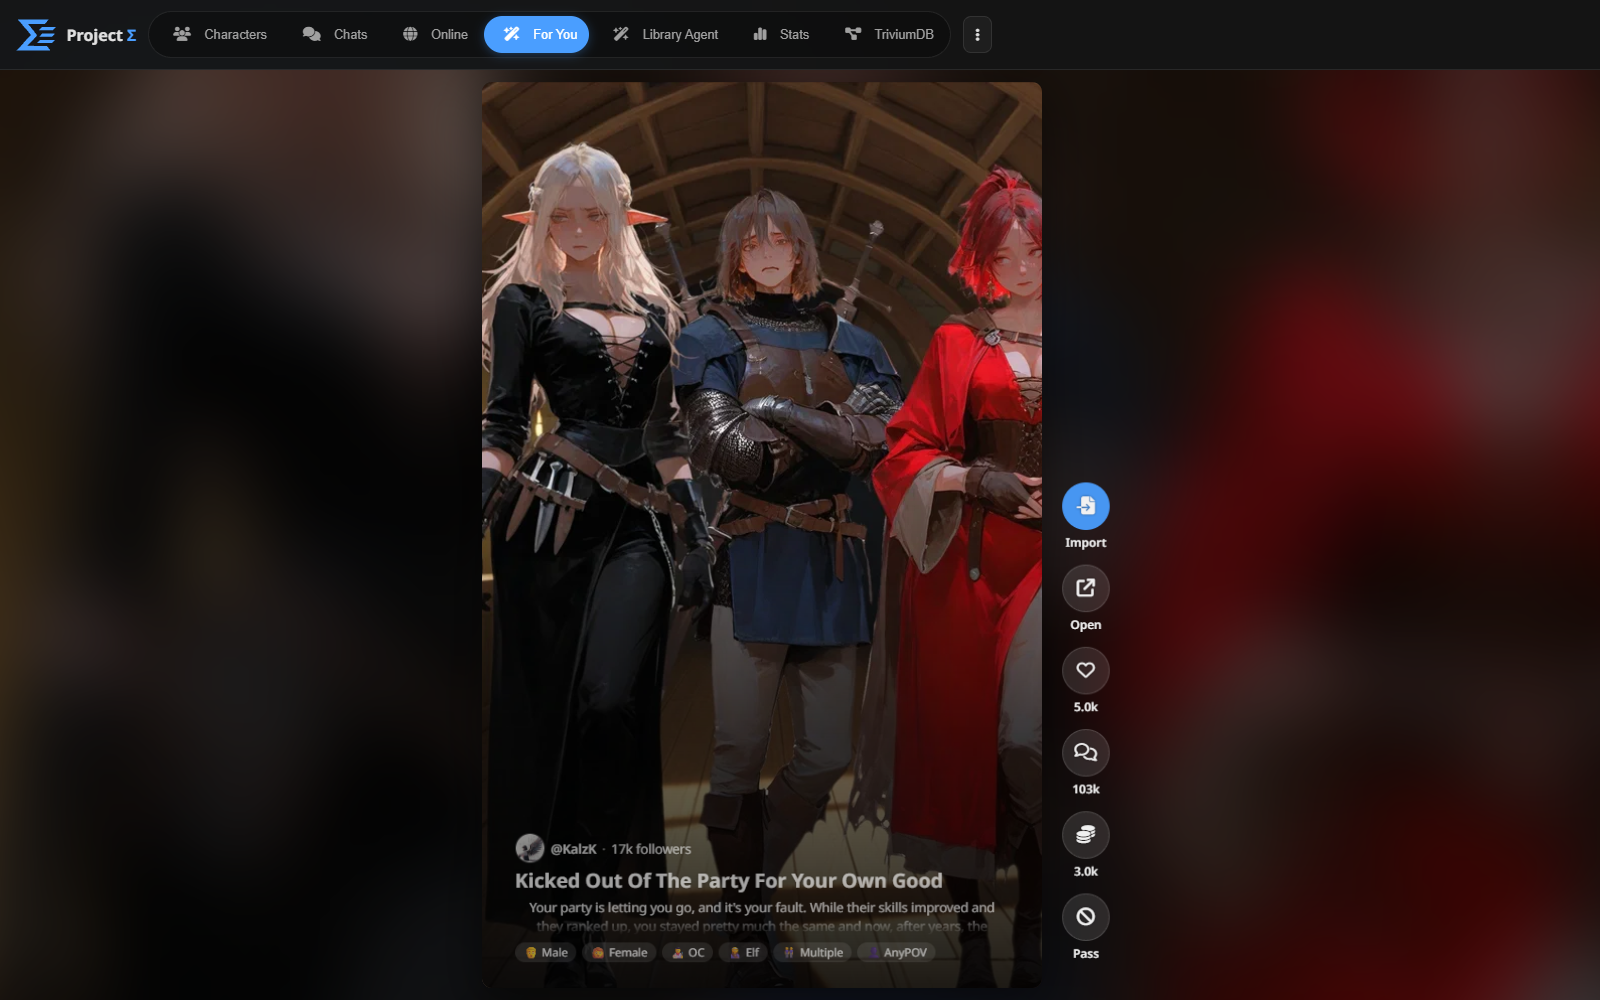 Project Σ
Characters
Chats
Online
For You
Library Agent
Stats
TriviumDB
Import
Open
5.0k
103k
3.0k
Pass
@KalzK · 17k followers
Kicked Out Of The Party For Your Own Good
Your party is letting you go, and it's your fault. While their skills improved and
they ranked up, you stayed pretty much the same and now, after years, the
Male
Female
OC
Elf
Multiple
AnyPOV